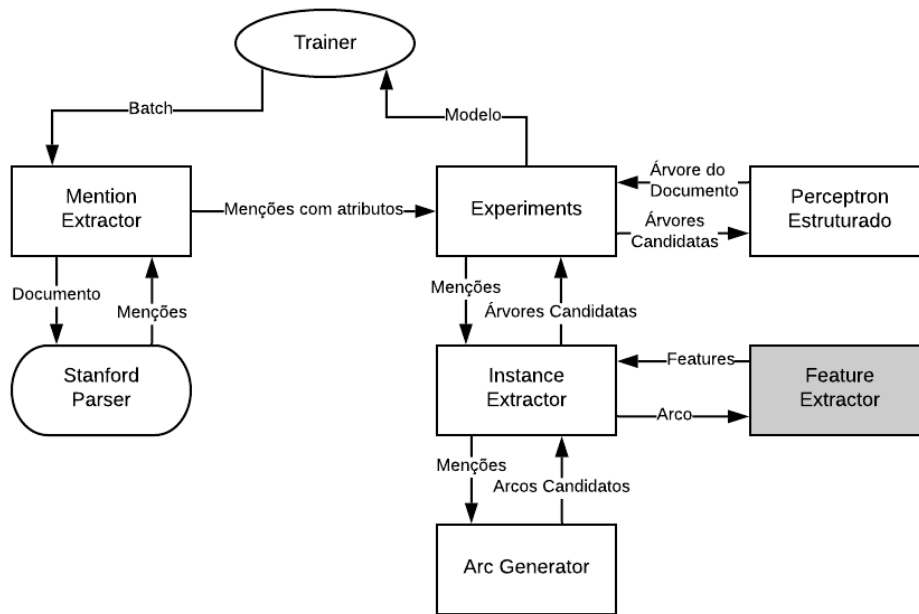 Trainer
Batch
Modelo
Mention
Extractor
Menções com atributos
Experiments
Árvore do
Documento
Árvores
Candidatas
Perceptron
Estruturado
Documento
Menções
Menções
Árvores Candidatas
Stanford
Parser
Instance
Extractor
Features
Arco
Feature
Extractor
Menções
Arcos Candidatos
Arc Generator